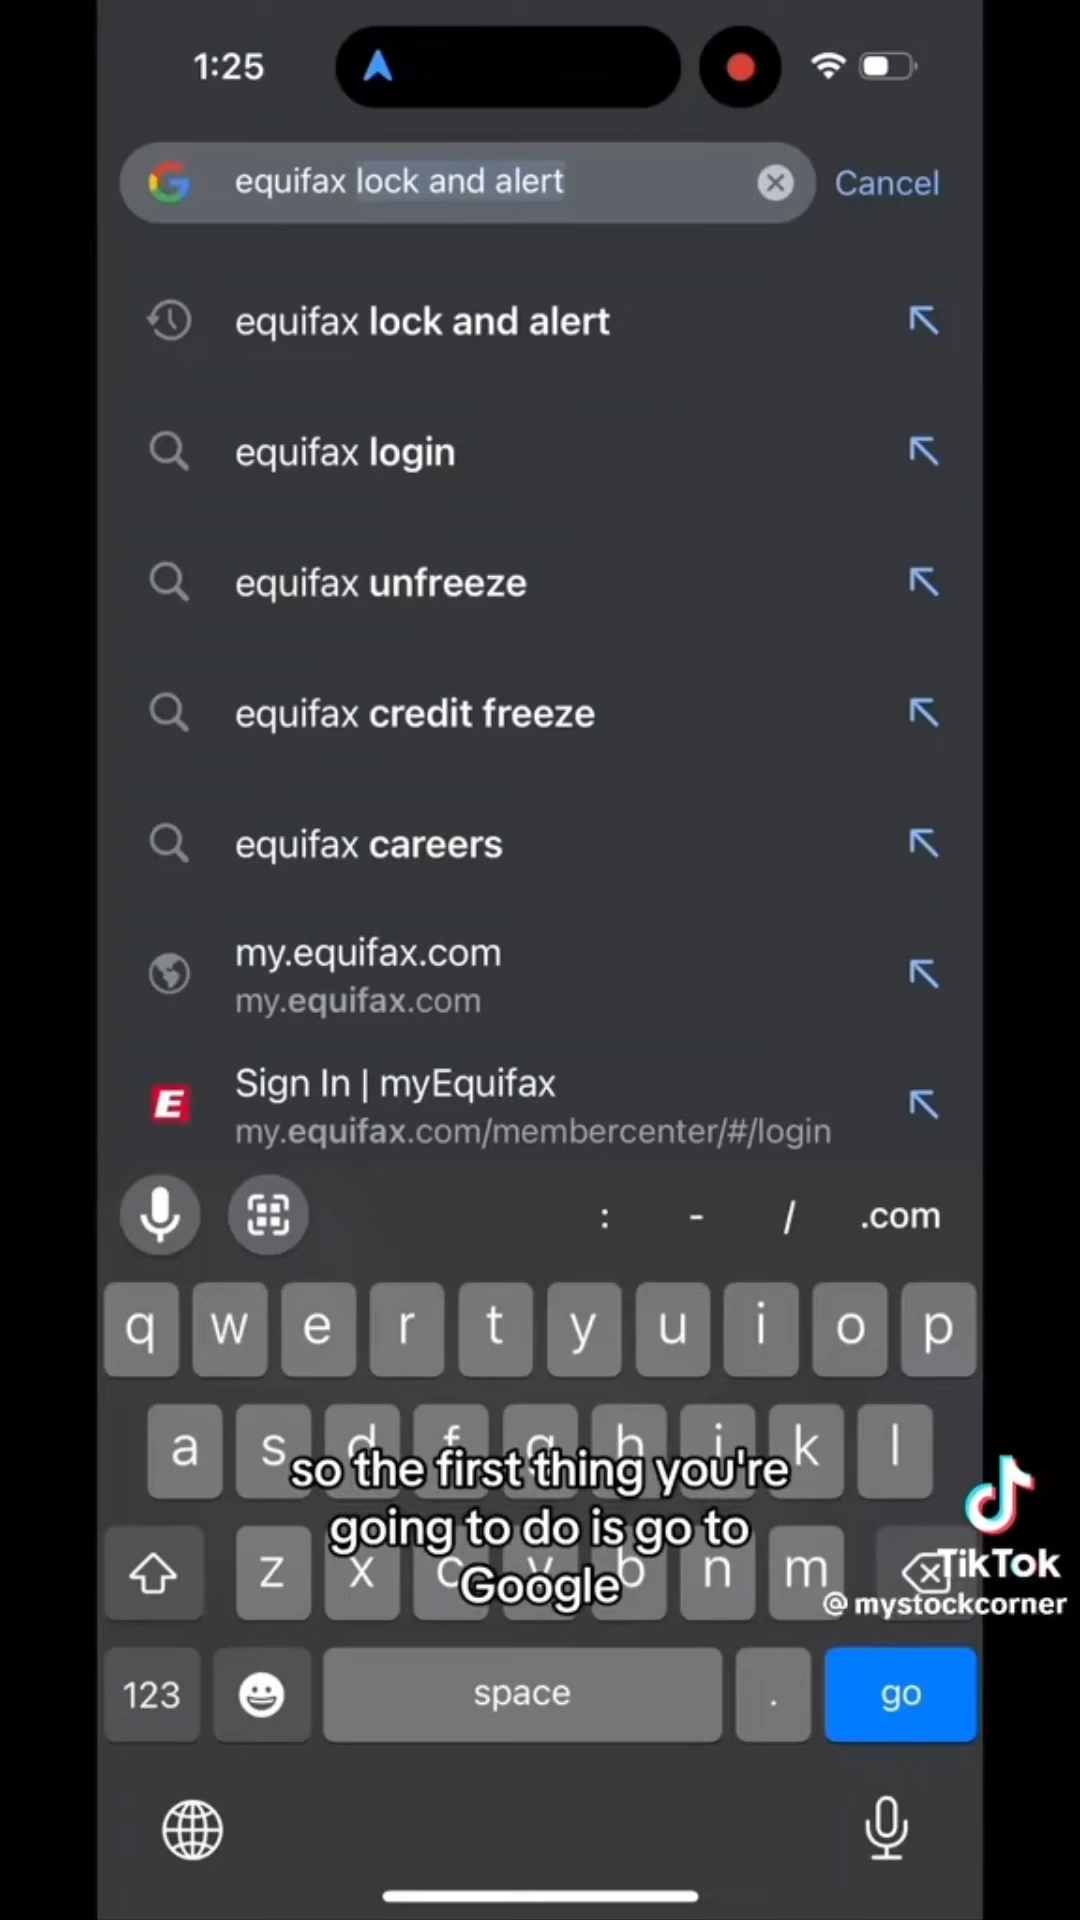 1:25
equifax lock and alert
Cancel
equifax lock and alert
equifax login
equifax unfreeze
equifax credit freeze
equifax careers
my.equifax.com
my.equifax.com
Sign In | myEquifax
my.equifax.com/membercenter/#/login
: - / .com
q w e r t y u i o p
a s d f g h j k l
so the first thing you're
going to do is go to
Google
z x c v b n m
TikTok
@mystockcorner
123 space . go